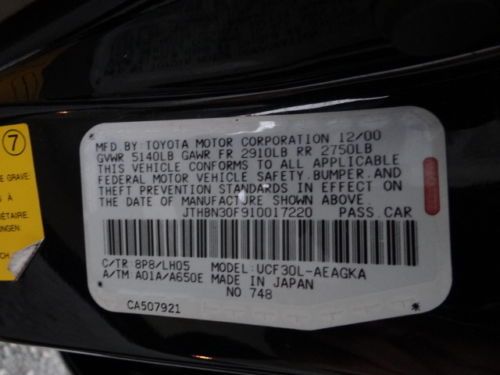 7
MFD BY TOYOTA MOTOR CORPORATION 12/00
GVWR 5140LB GAWR FR 2910LB RR 2750LB
THIS VEHICLE CONFORMS TO ALL APPLICABLE
FEDERAL MOTOR VEHICLE SAFETY, BUMPER, AND
THEFT PREVENTION STANDARDS IN EFFECT ON
THE DATE OF MANUFACTURE SHOWN ABOVE.
JTHBN30F910017220 PASS. CAR
C/TR: 8P8/LH05 MODEL: UCF30L-AEAGKA
A/TM: A01A/A650E MADE IN JAPAN
NO 748
CA507921
E GRAVE